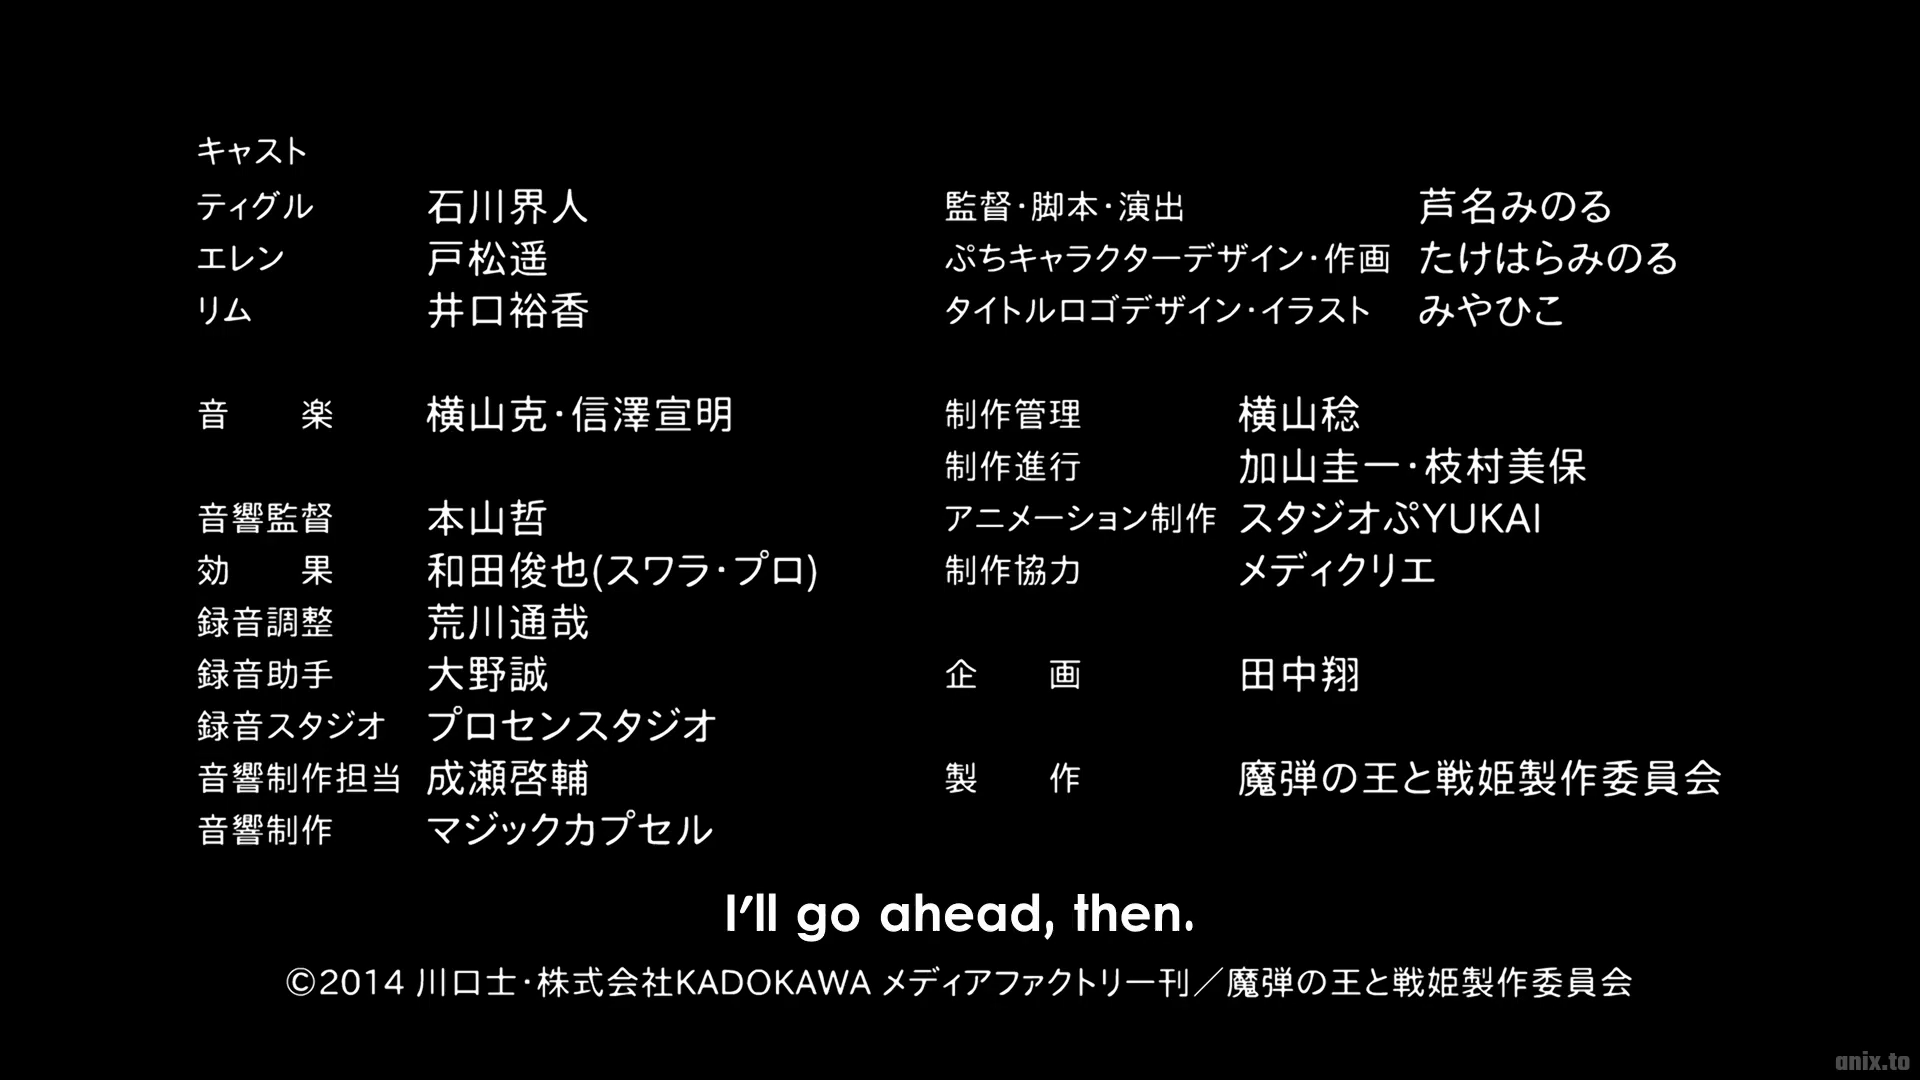 キャスト
ティグル 石川界人
エレン 戸松遥
リム 井口裕香
音楽 横山克・信澤宣明
音響監督 本山哲
効果 和田俊也(スワラ・プロ)
録音調整 荒川通哉
録音助手 大野誠
録音スタジオ プロセンスタジオ
音響制作担当 成瀬啓輔
音響制作 マジックカプセル
監督・脚本・演出 芦名みのる
ぷちキャラクターデザイン・作画 たけはらみのる
タイトルロゴデザイン・イラスト みやひこ
制作管理 横山稔
制作進行 加山圭一・枝村美保
アニメーション制作 スタジオぷYUKAI
制作協力 メディクリエ
企画 田中翔
製作 魔弾の王と戦姫製作委員会
I'll go ahead, then.
©2014 川口士・株式会社KADOKAWA メディアファクトリー刊／魔弾の王と戦姫製作委員会
anix.to